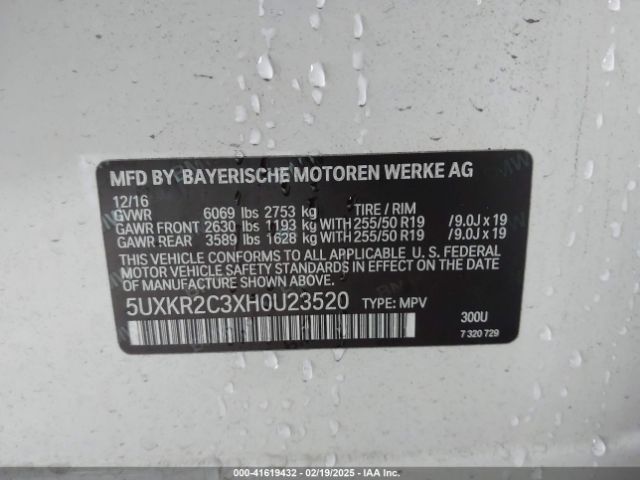 MFD BY BAYERISCHE MOTOREN WERKE AG
12/16
GVWR 6069 lbs 2753 kg TIRE / RIM
GAWR FRONT 2630 lbs 1193 kg WITH 255/50 R19 /9.0J x 19
GAWR REAR 3589 lbs 1628 kg WITH 255/50 R19 /9.0J x 19
THIS VEHICLE CONFORMS TO ALL APPLICABLE U. S. FEDERAL
MOTOR VEHICLE SAFETY STANDARDS IN EFFECT ON THE DATE
OF MANUFACTURE SHOWN ABOVE.
5UXKR2C3XH0U23520 TYPE: MPV
300U
7 320 729
000-41619432 - 02/19/2025 - IAA Inc.